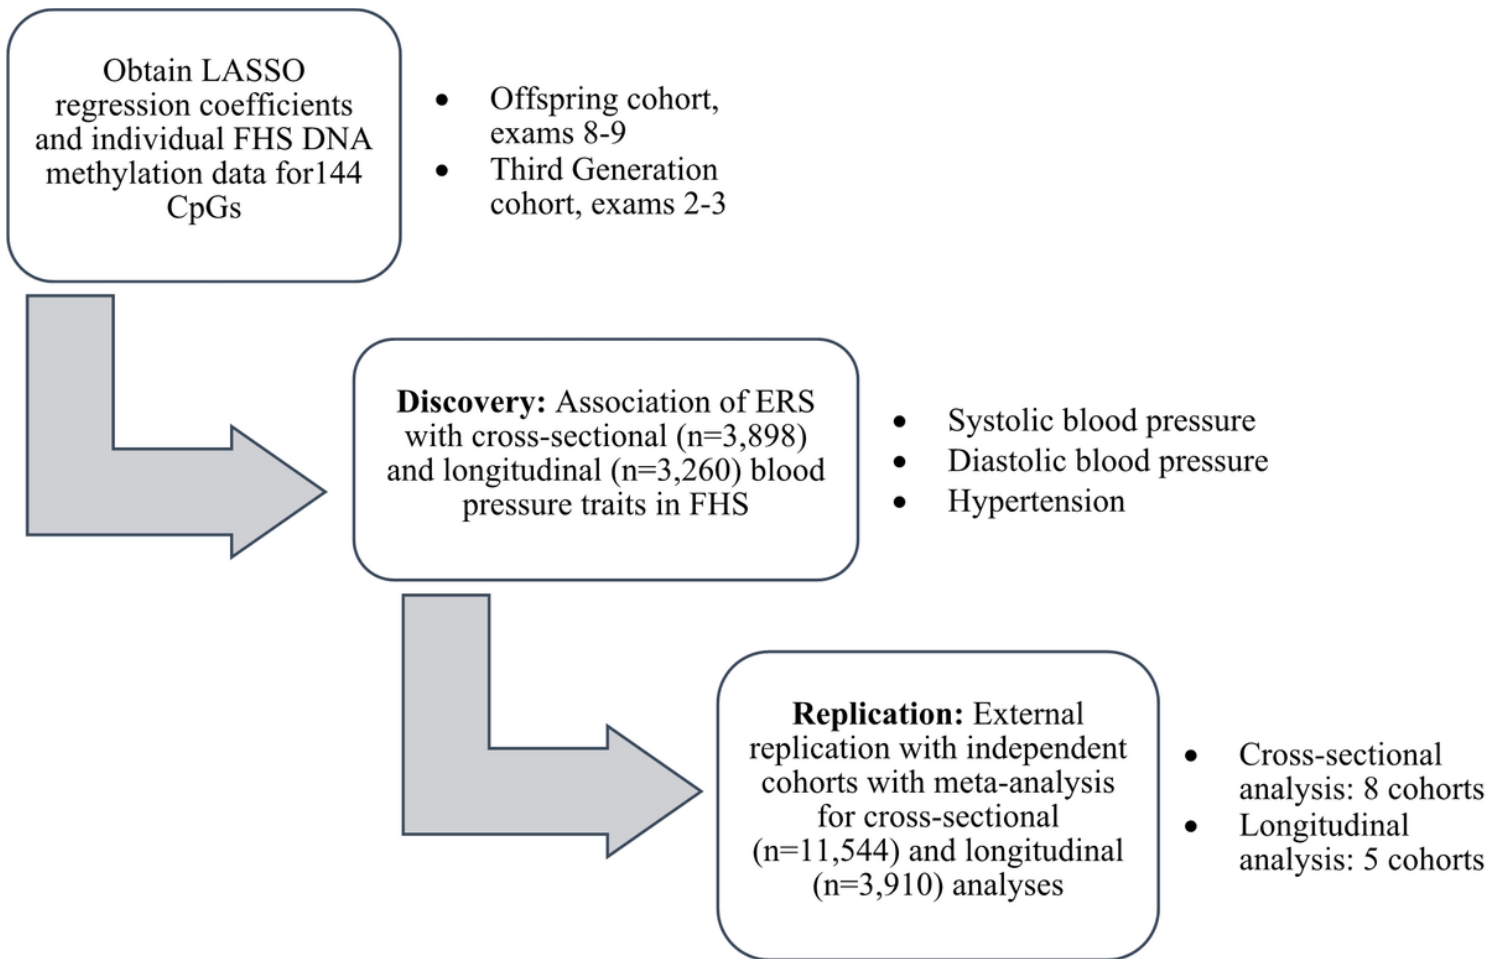 Obtain LASSO
regression coefficients
and individual FHS DNA
methylation data for144
CpGs
• Offspring cohort,
exams 8-9
• Third Generation
cohort, exams 2-3
Discovery: Association of ERS
with cross-sectional (n=3,898)
and longitudinal (n=3,260) blood
pressure traits in FHS
• Systolic blood pressure
• Diastolic blood pressure
• Hypertension
Replication: External
replication with independent
cohorts with meta-analysis
for cross-sectional
(n=11,544) and longitudinal
(n=3,910) analyses
• Cross-sectional
analysis: 8 cohorts
• Longitudinal
analysis: 5 cohorts